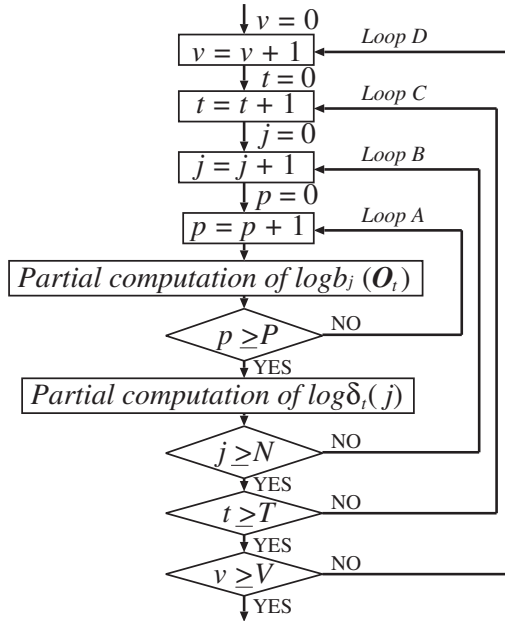 v = 0
v = v + 1
Loop D
t = 0
t = t + 1
Loop C
j = 0
j = j + 1
Loop B
p = 0
p = p + 1
Loop A
Partial computation of logbⱼ (Oₜ)
p ≥ P
NO
YES
Partial computation of logδₜ( j)
j ≥ N
NO
YES
t ≥ T
NO
YES
v ≥ V
NO
YES